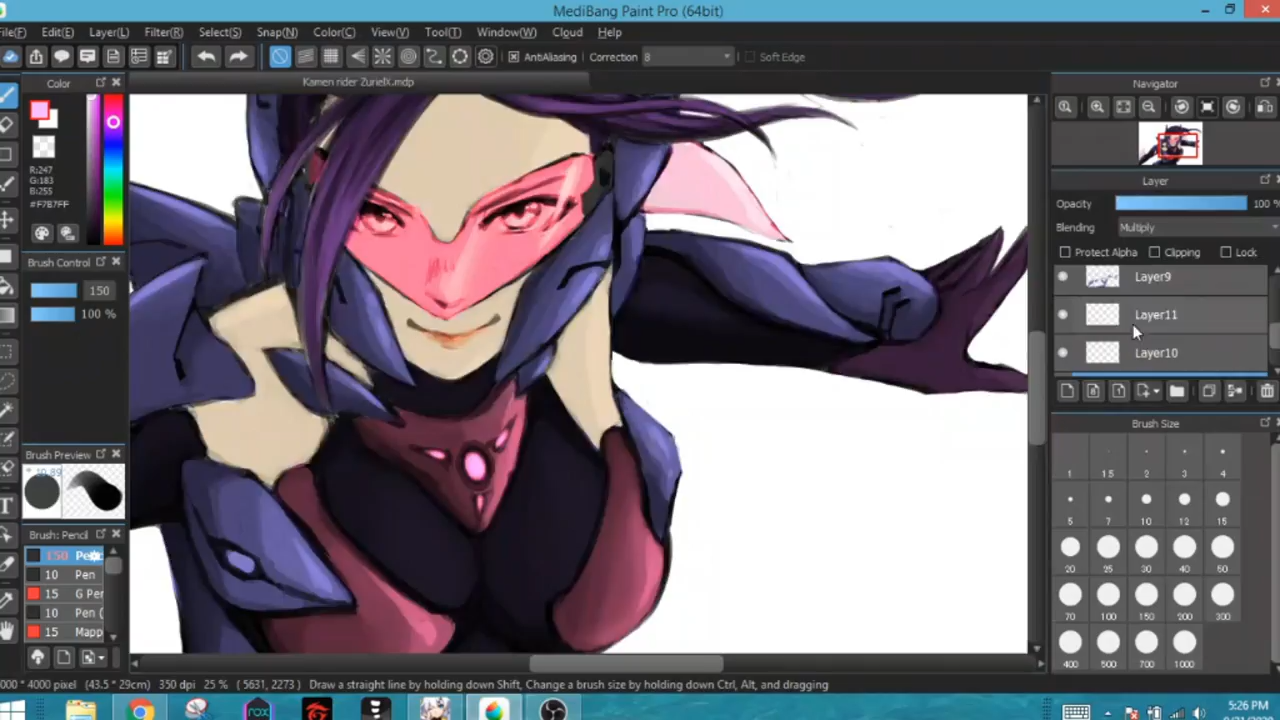 MediBang Paint Pro (64bit)
File(F) Edit(E) Layer(L) Filter(R) Select(S) Snap(N) Color(C) View(V) Tool(T) Window(W) Cloud Help
AntiAliasing Correction 8 Soft Edge
Color
Kamen rider ZurielX.mdp
Navigator
R:247
G:183
B:255
#F7B7FF
Layer
Opacity 100 %
Blending Multiply
Protect Alpha Clipping Lock
Brush Control
150
100 %
Layer9
Layer11
Layer10
Brush Size
1 1.5 2 3 4
5 7 10 12 15
20 25 30 40 50
70 100 150 200 300
400 500 700 1000
Brush Preview
T
Brush: Pencil
150
10 Pen
15 G Pen
10 Pen (
15 Mapp
000 * 4000 pixel (43.5 * 29cm) 350 dpi 25 % ( 5631, 2273 ) Draw a straight line by holding down Shift, Change a brush size by holding down Ctrl, Alt, and dragging
rox
5:26 PM